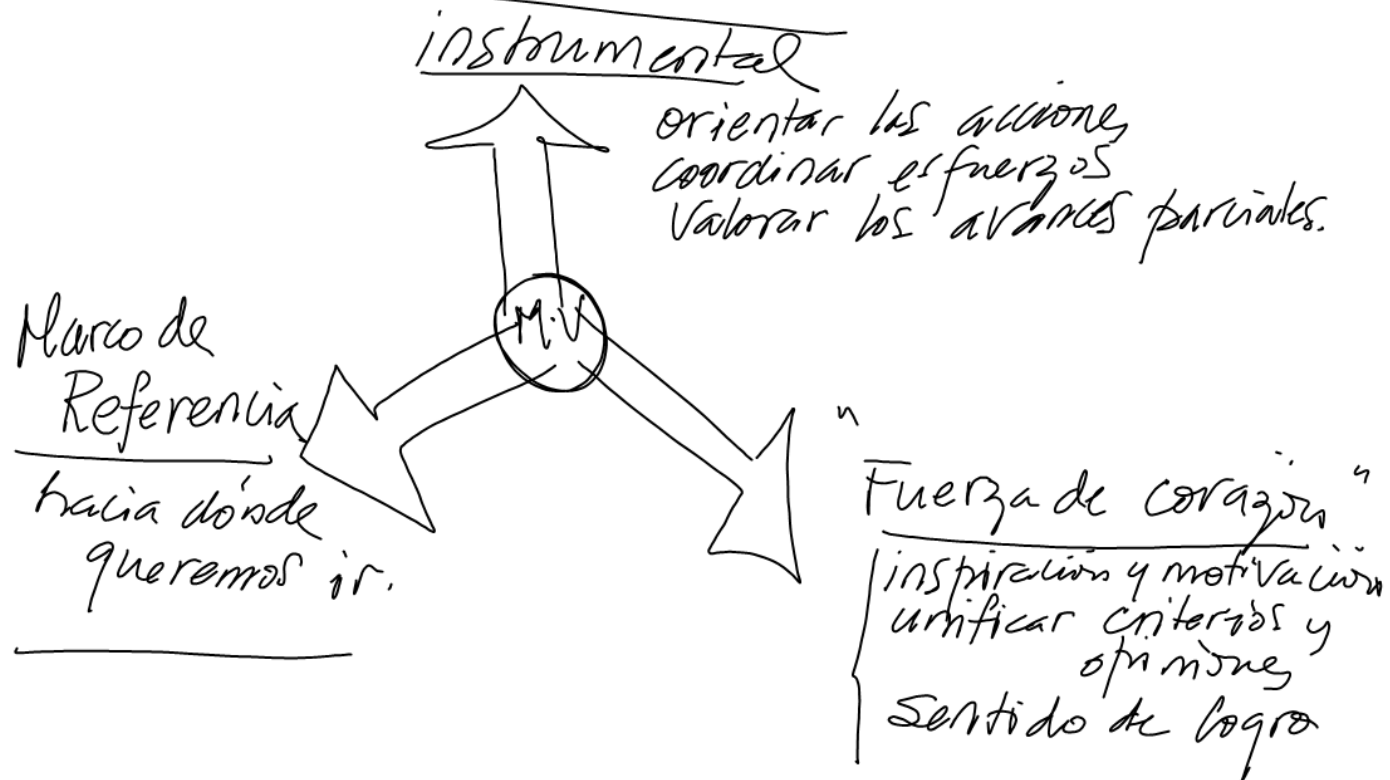 instrumental
orientar las acciones
coordinar esfuerzos
Valorar los avances parciales.
M.V
Marco de
Referencia
hacia dónde
queremos ir.
"Fuerza de corazón"
inspiración y motivación
unificar criterios y
opiniones
Sentido de logro